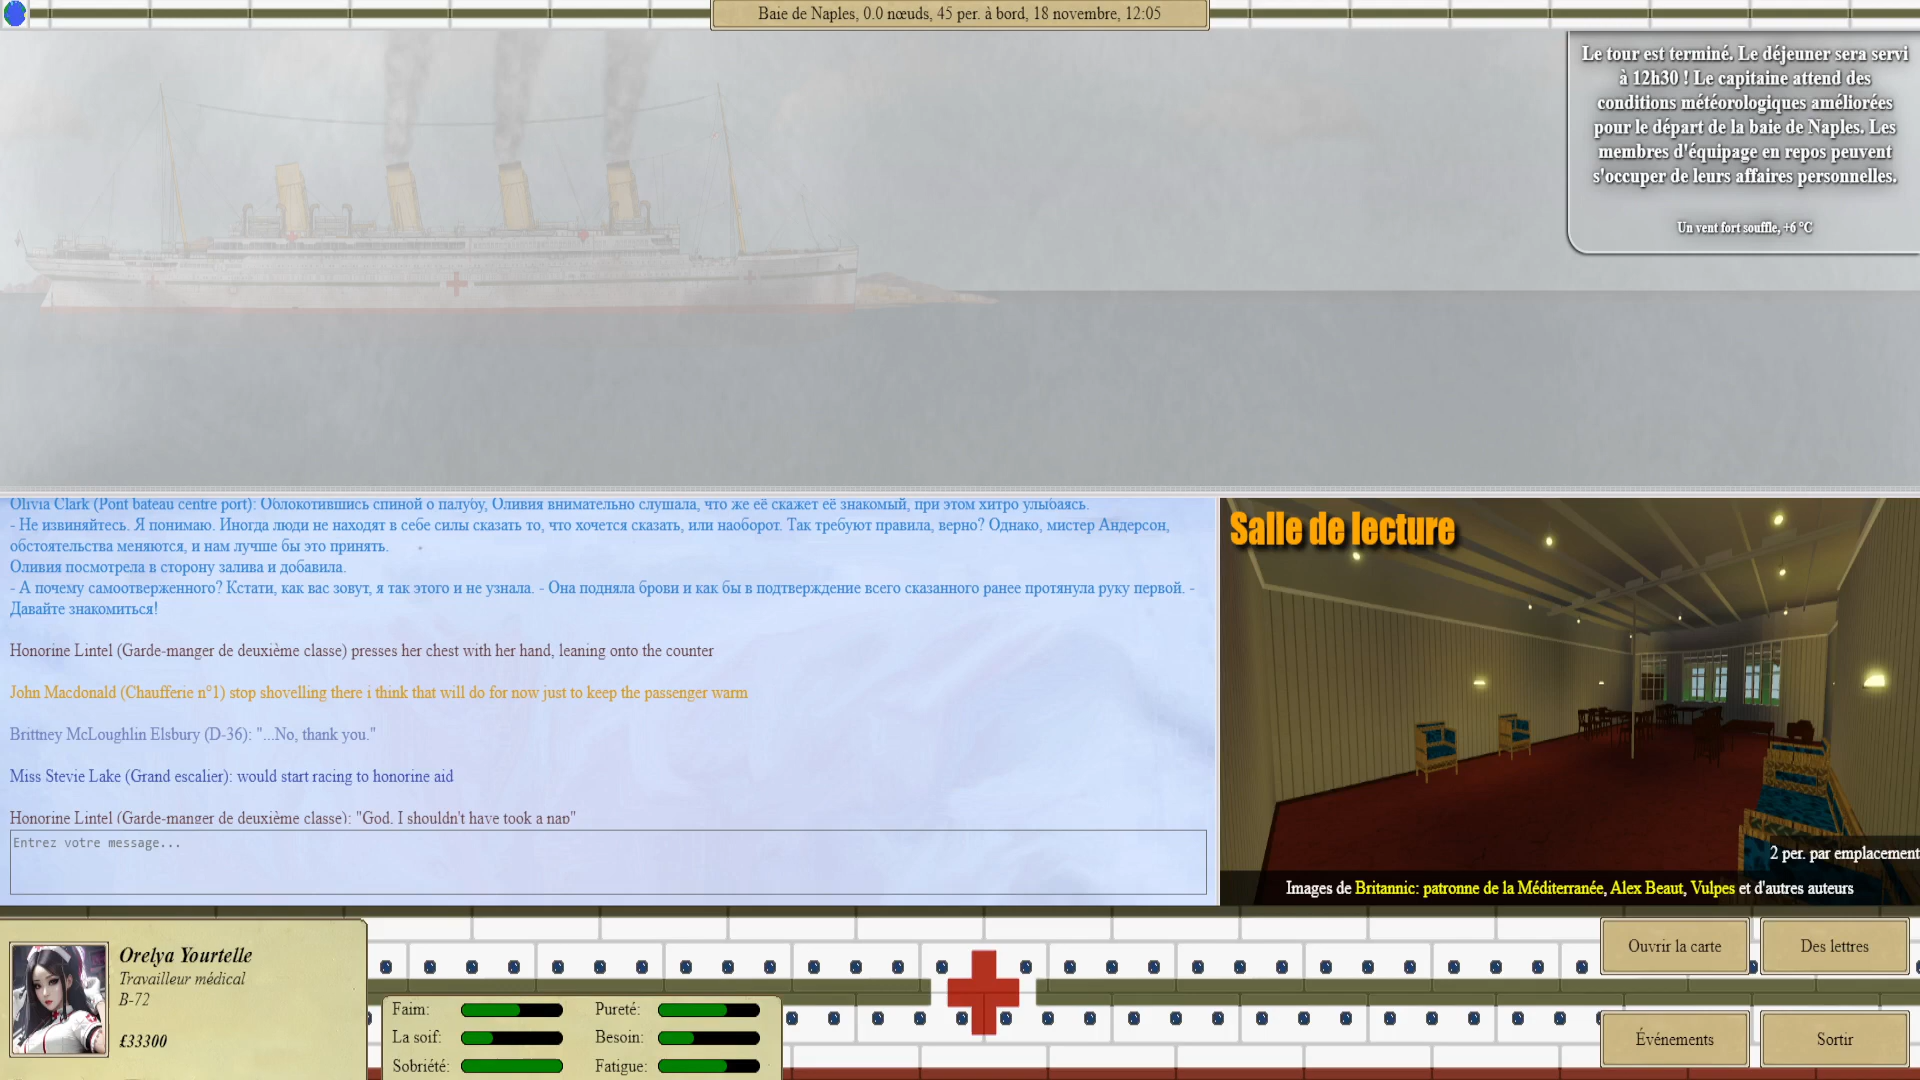 Baie de Naples, 0.0 nœuds, 45 per. à bord, 18 novembre, 12:05
Le tour est terminé. Le déjeuner sera servi
à 12h30 ! Le capitaine attend des
conditions météorologiques améliorées
pour le départ de la baie de Naples. Les
membres d'équipage en repos peuvent
s'occuper de leurs affaires personnelles.
Un vent fort souffle, +6 °C
Olivia Clark (Pont bateau centre port): Облокотившись спиной о палубу, Оливия внимательно слушала, что же её скажет её знакомый, при этом хитро улыбаясь.
- Не извиняйтесь. Я понимаю. Иногда люди не находят в себе силы сказать то, что хочется сказать, или наоборот. Так требуют правила, верно? Однако, мистер Андерсон,
обстоятельства меняются, и нам лучше бы это принять.
Оливия посмотрела в сторону залива и добавила.
- А почему самоотверженного? Кстати, как вас зовут, я так этого и не узнала. - Она подняла брови и как бы в подтверждение всего сказанного ранее протянула руку первой. -
Давайте знакомиться!
Honorine Lintel (Garde-manger de deuxième classe) presses her chest with her hand, leaning onto the counter
John Macdonald (Chaufferie n°1) stop shovelling there i think that will do for now just to keep the passenger warm
Brittney McLoughlin Elsbury (D-36): "...No, thank you."
Miss Stevie Lake (Grand escalier): would start racing to honorine aid
Honorine Lintel (Garde-manger de deuxième classe): "God. I shouldn't have took a nap"
Entrez votre message...
Salle de lecture
2 per. par emplacement
Images de Britannic: patronne de la Méditerranée, Alex Beaut, Vulpes et d'autres auteurs
Orelya Yourtelle
Travailleur médical
B-72
£33300
Faim:
Pureté:
La soif:
Besoin:
Sobriété:
Fatigue:
Ouvrir la carte
Des lettres
Événements
Sortir